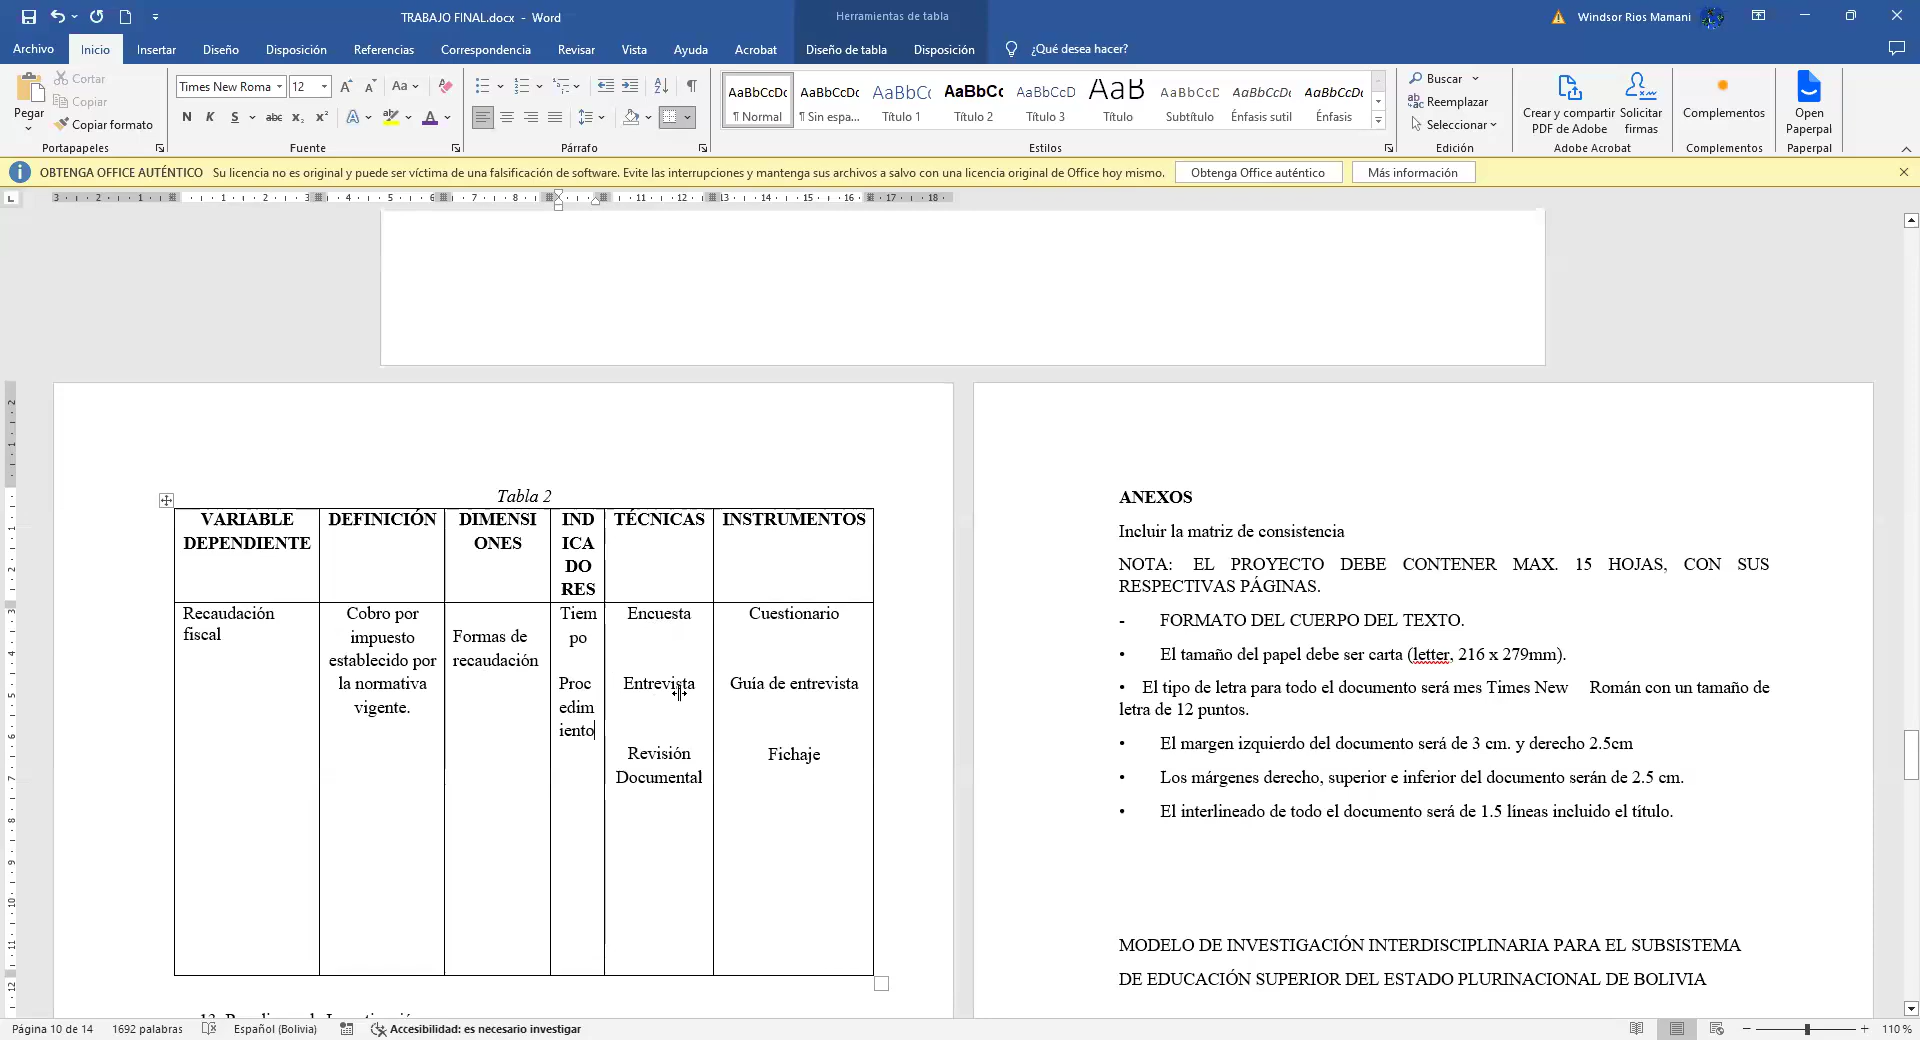 TRABAJO FINAL.docx - Word
Herramientas de tabla
Windsor Rios Mamani
Archivo Inicio Insertar Diseño Disposición Referencias Correspondencia Revisar Vista Ayuda Acrobat Diseño de tabla Disposición ¿Qué desea hacer?
Pegar
Cortar
Copiar
Copiar formato
Portapapeles
Times New Roma 12
Fuente
Párrafo
AaBbCcDc
¶ Normal
AaBbCcDc
¶ Sin espa...
AaBbC(
Título 1
AaBbCc
Título 2
AaBbCcD
Título 3
AaB
Título
AaBbCcD
Subtítulo
AaBbCcDc
Énfasis sutil
AaBbCcDc
Énfasis
Estilos
Buscar
Reemplazar
Seleccionar
Edición
Crear y compartir
PDF de Adobe
Solicitar
firmas
Adobe Acrobat
Complementos
Complementos
Open
Paperpal
Paperpal
OBTENGA OFFICE AUTÉNTICO Su licencia no es original y puede ser víctima de una falsificación de software. Evite las interrupciones y mantenga sus archivos a salvo con una licencia original de Office hoy mismo. Obtenga Office auténtico Más información
Tabla 2
VARIABLE
DEPENDIENTE
DEFINICIÓN
DIMENSI
ONES
IND
ICA
DO
RES
TÉCNICAS
INSTRUMENTOS
Recaudación
fiscal
Cobro por
impuesto
establecido por
la normativa
vigente.
Formas de
recaudación
Tiem
po
Proc
edim
iento
Encuesta
Entrevista
Revisión
Documental
Cuestionario
Guía de entrevista
Fichaje
ANEXOS
Incluir la matriz de consistencia
NOTA: EL PROYECTO DEBE CONTENER MAX. 15 HOJAS, CON SUS
RESPECTIVAS PÁGINAS.
- FORMATO DEL CUERPO DEL TEXTO.
• El tamaño del papel debe ser carta (letter, 216 x 279mm).
• El tipo de letra para todo el documento será mes Times New Román con un tamaño de
letra de 12 puntos.
• El margen izquierdo del documento será de 3 cm. y derecho 2.5cm
• Los márgenes derecho, superior e inferior del documento serán de 2.5 cm.
• El interlineado de todo el documento será de 1.5 líneas incluido el título.
MODELO DE INVESTIGACIÓN INTERDISCIPLINARIA PARA EL SUBSISTEMA
DE EDUCACIÓN SUPERIOR DEL ESTADO PLURINACIONAL DE BOLIVIA
Página 10 de 14 1692 palabras Español (Bolivia) Accesibilidad: es necesario investigar 110 %